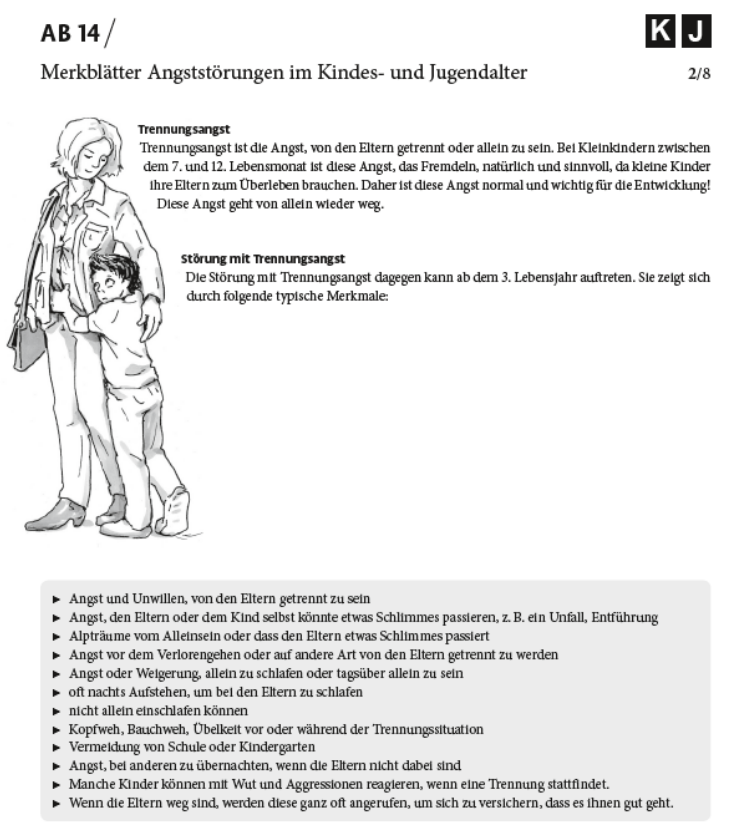 AB 14/
K J
Merkblätter Angststörungen im Kindes- und Jugendalter
2/8
Trennungsangst
Trennungsangst ist die Angst, von den Eltern getrennt oder allein zu sein. Bei Kleinkindern zwischen
dem 7. und 12. Lebensmonat ist diese Angst, das Fremdeln, natürlich und sinnvoll, da kleine Kinder
ihre Eltern zum Überleben brauchen. Daher ist diese Angst normal und wichtig für die Entwicklung!
Diese Angst geht von allein wieder weg.
Störung mit Trennungsangst
Die Störung mit Trennungsangst dagegen kann ab dem 3. Lebensjahr auftreten. Sie zeigt sich
durch folgende typische Merkmale:
► Angst und Unwillen, von den Eltern getrennt zu sein
► Angst, den Eltern oder dem Kind selbst könnte etwas Schlimmes passieren, z. B. ein Unfall, Entführung
► Alpträume vom Alleinsein oder dass den Eltern etwas Schlimmes passiert
► Angst vor dem Verlorengehen oder auf andere Art von den Eltern getrennt zu werden
► Angst oder Weigerung, allein zu schlafen oder tagsüber allein zu sein
► oft nachts Aufstehen, um bei den Eltern zu schlafen
► nicht allein einschlafen können
► Kopfweh, Bauchweh, Übelkeit vor oder während der Trennungssituation
► Vermeidung von Schule oder Kindergarten
► Angst, bei anderen zu übernachten, wenn die Eltern nicht dabei sind
► Manche Kinder können mit Wut und Aggressionen reagieren, wenn eine Trennung stattfindet.
► Wenn die Eltern weg sind, werden diese ganz oft angerufen, um sich zu versichern, dass es ihnen gut geht.